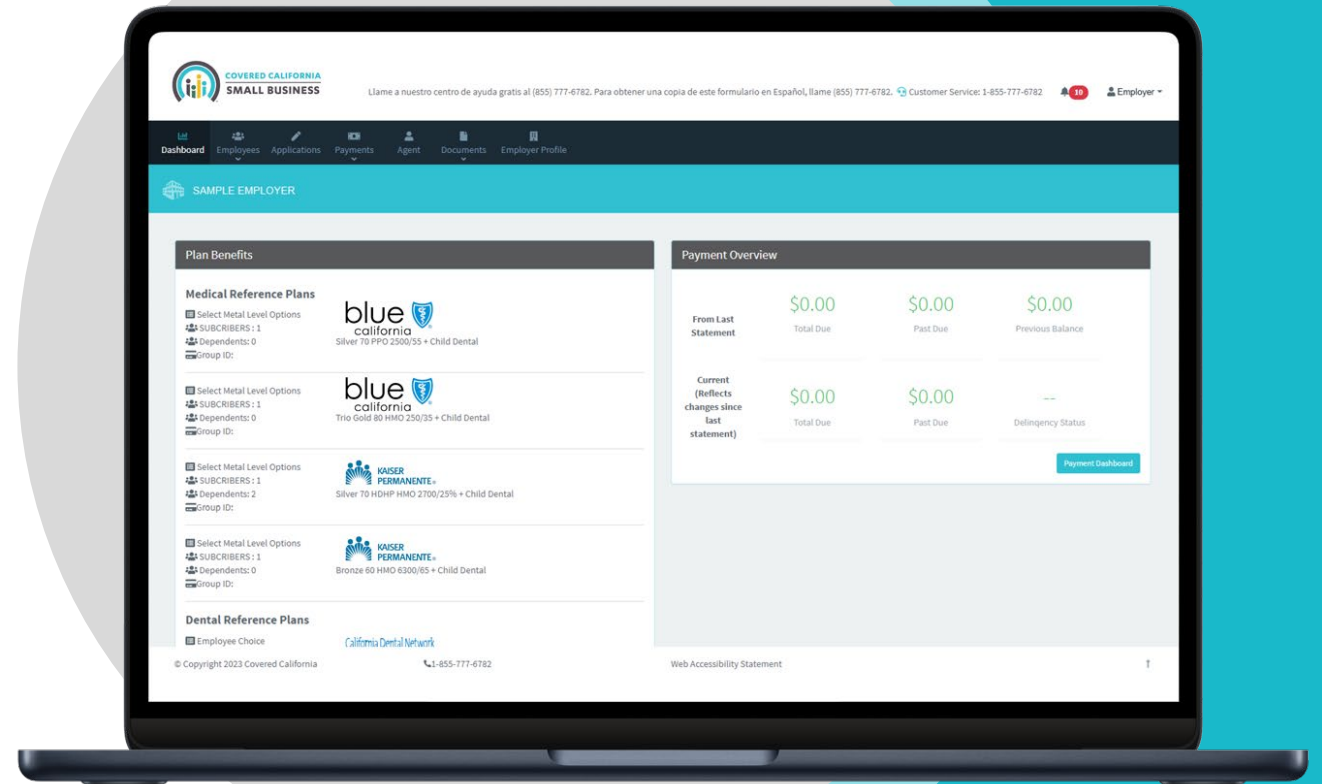 COVERED CALIFORNIA
SMALL BUSINESS
Llame a nuestro centro de ayuda gratis al (855) 777-6782. Para obtener una copia de este formulario en Español, llame (855) 777-6782. Customer Service: 1-855-777-6782
10
Employer
Dashboard Employees Applications Payments Agent Documents Employer Profile
SAMPLE EMPLOYER
Plan Benefits
Medical Reference Plans
Select Metal Level Options
SUBCRIBERS : 1
Dependents: 0
Group ID:
blue
california
Silver 70 PPO 2500/55 + Child Dental
Select Metal Level Options
SUBCRIBERS : 1
Dependents: 0
Group ID:
blue
california
Trio Gold 80 HMO 250/35 + Child Dental
Select Metal Level Options
SUBCRIBERS : 1
Dependents: 2
Group ID:
KAISER
PERMANENTE®
Silver 70 HDHP HMO 2700/25% + Child Dental
Select Metal Level Options
SUBCRIBERS : 1
Dependents: 0
Group ID:
KAISER
PERMANENTE®
Bronze 60 HMO 6300/65 + Child Dental
Dental Reference Plans
Employee Choice
California Dental Network
Payment Overview
From Last
Statement
$0.00 $0.00 $0.00
Total Due Past Due Previous Balance
Current
(Reflects
changes since
last
statement)
$0.00 $0.00 --
Total Due Past Due Delinqency Status
Payment Dashboard
© Copyright 2023 Covered California
1-855-777-6782
Web Accessibility Statement